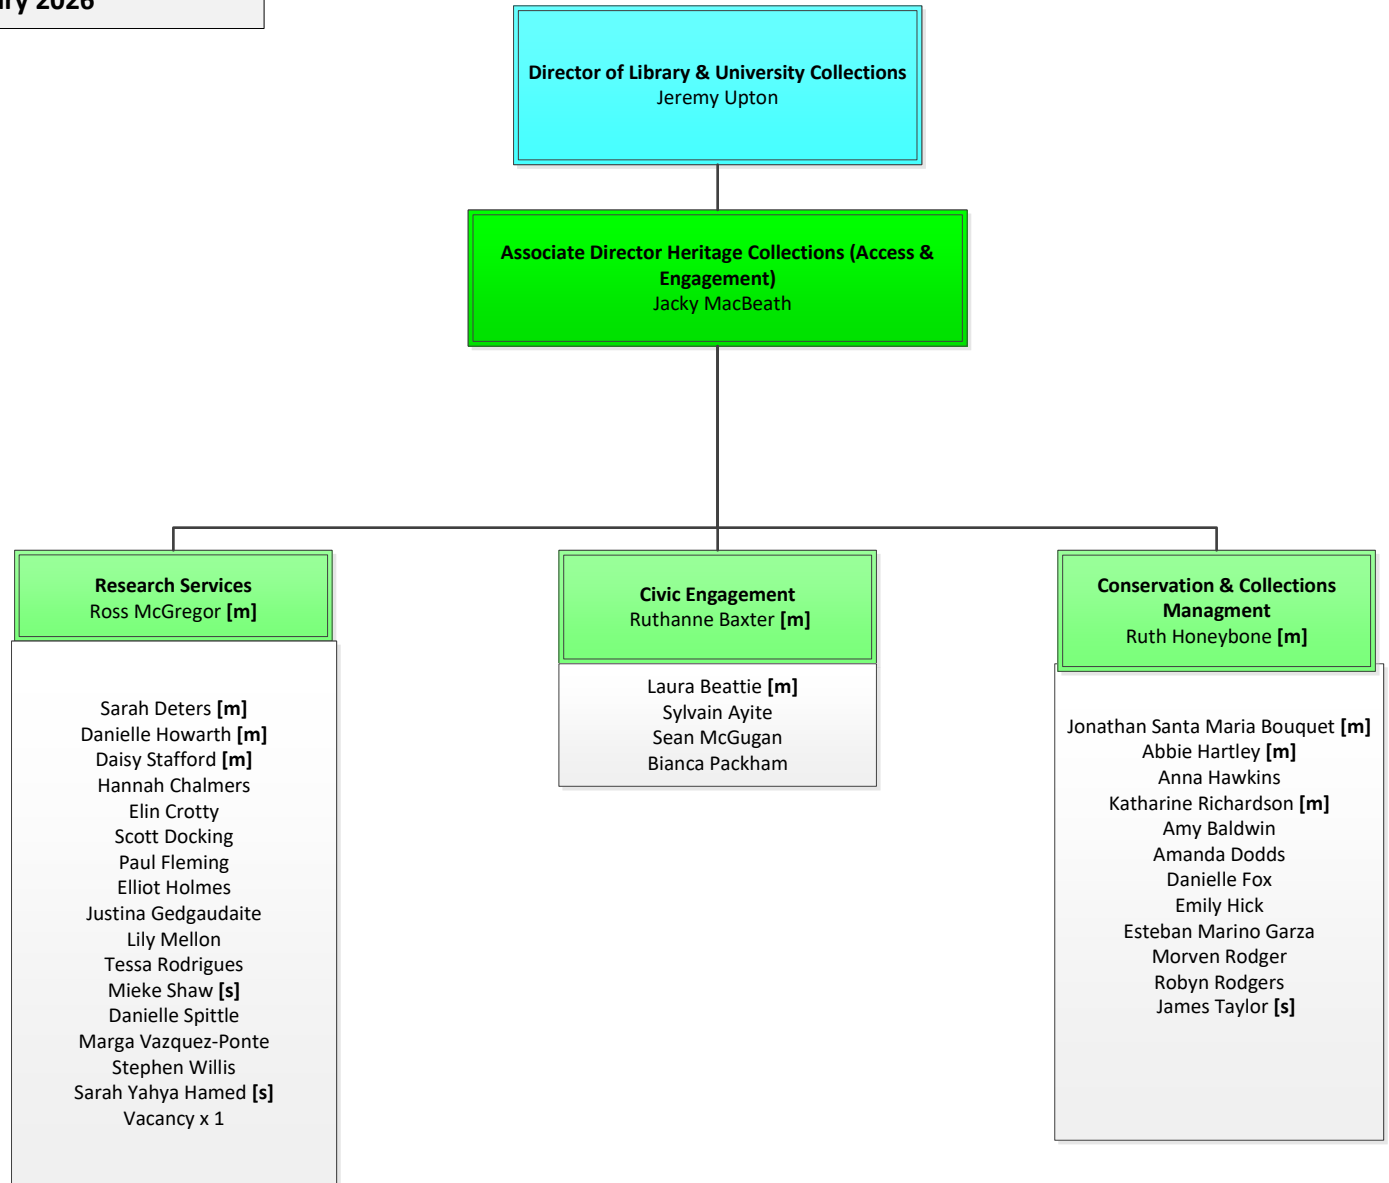 2026
Director of Library & University Collections
Jeremy Upton
Associate Director Heritage Collections (Access &
Engagement)
Jacky MacBeath
Research Services
Ross McGregor [m]
Sarah Deters [m]
Danielle Howarth [m]
Daisy Stafford [m]
Hannah Chalmers
Elin Crotty
Scott Docking
Paul Fleming
Elliot Holmes
Justina Gedgaudaite
Lily Mellon
Tessa Rodrigues
Mieke Shaw [s]
Danielle Spittle
Marga Vazquez-Ponte
Stephen Willis
Sarah Yahya Hamed [s]
Vacancy x 1
Civic Engagement
Ruthanne Baxter [m]
Laura Beattie [m]
Sylvain Ayite
Sean McGugan
Bianca Packham
Conservation & Collections
Managment
Ruth Honeybone [m]
Jonathan Santa Maria Bouquet [m]
Abbie Hartley [m]
Anna Hawkins
Katharine Richardson [m]
Amy Baldwin
Amanda Dodds
Danielle Fox
Emily Hick
Esteban Marino Garza
Morven Rodger
Robyn Rodgers
James Taylor [s]